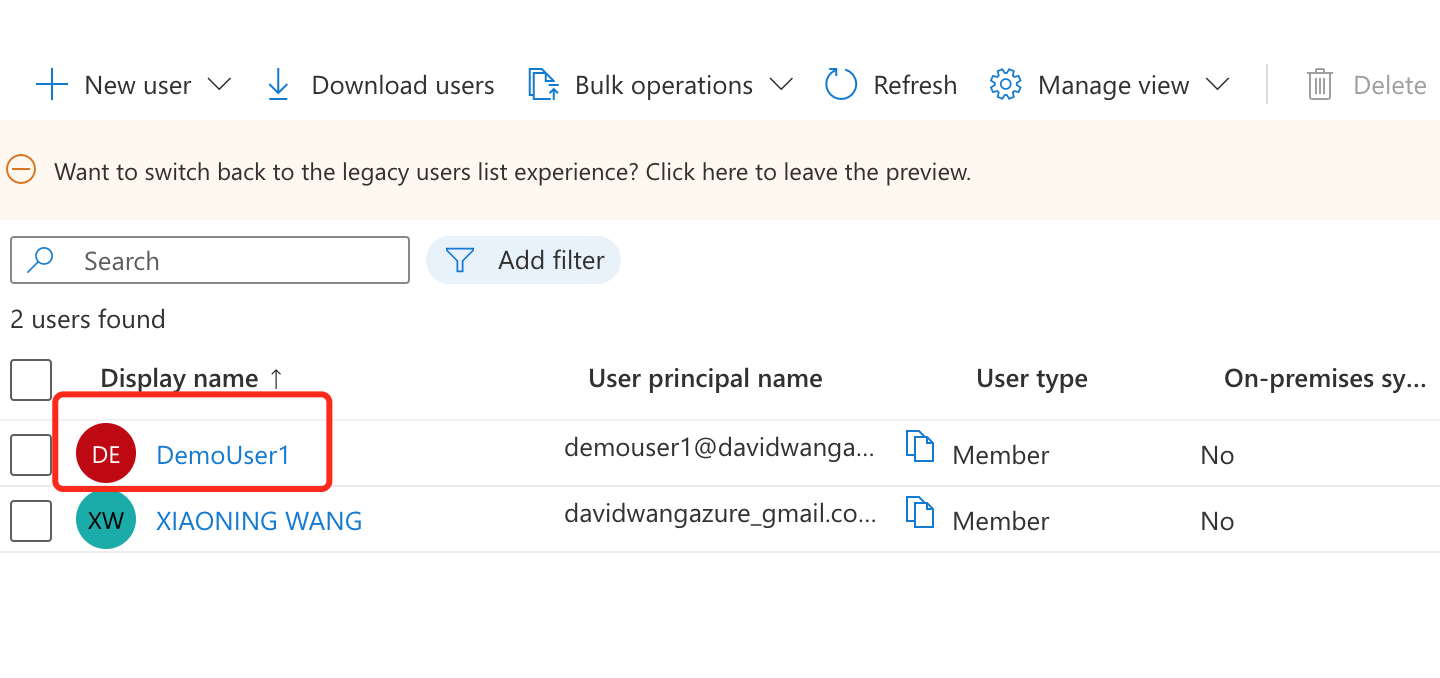 New user Download users Bulk operations Refresh Manage view Delete
Want to switch back to the legacy users list experience? Click here to leave the preview.
Search Add filter
2 users found
Display name ↑ User principal name User type On-premises sy...
DE DemoUser1 demouser1@davidwanga... Member No
XW XIAONING WANG davidwangazure_gmail.co... Member No